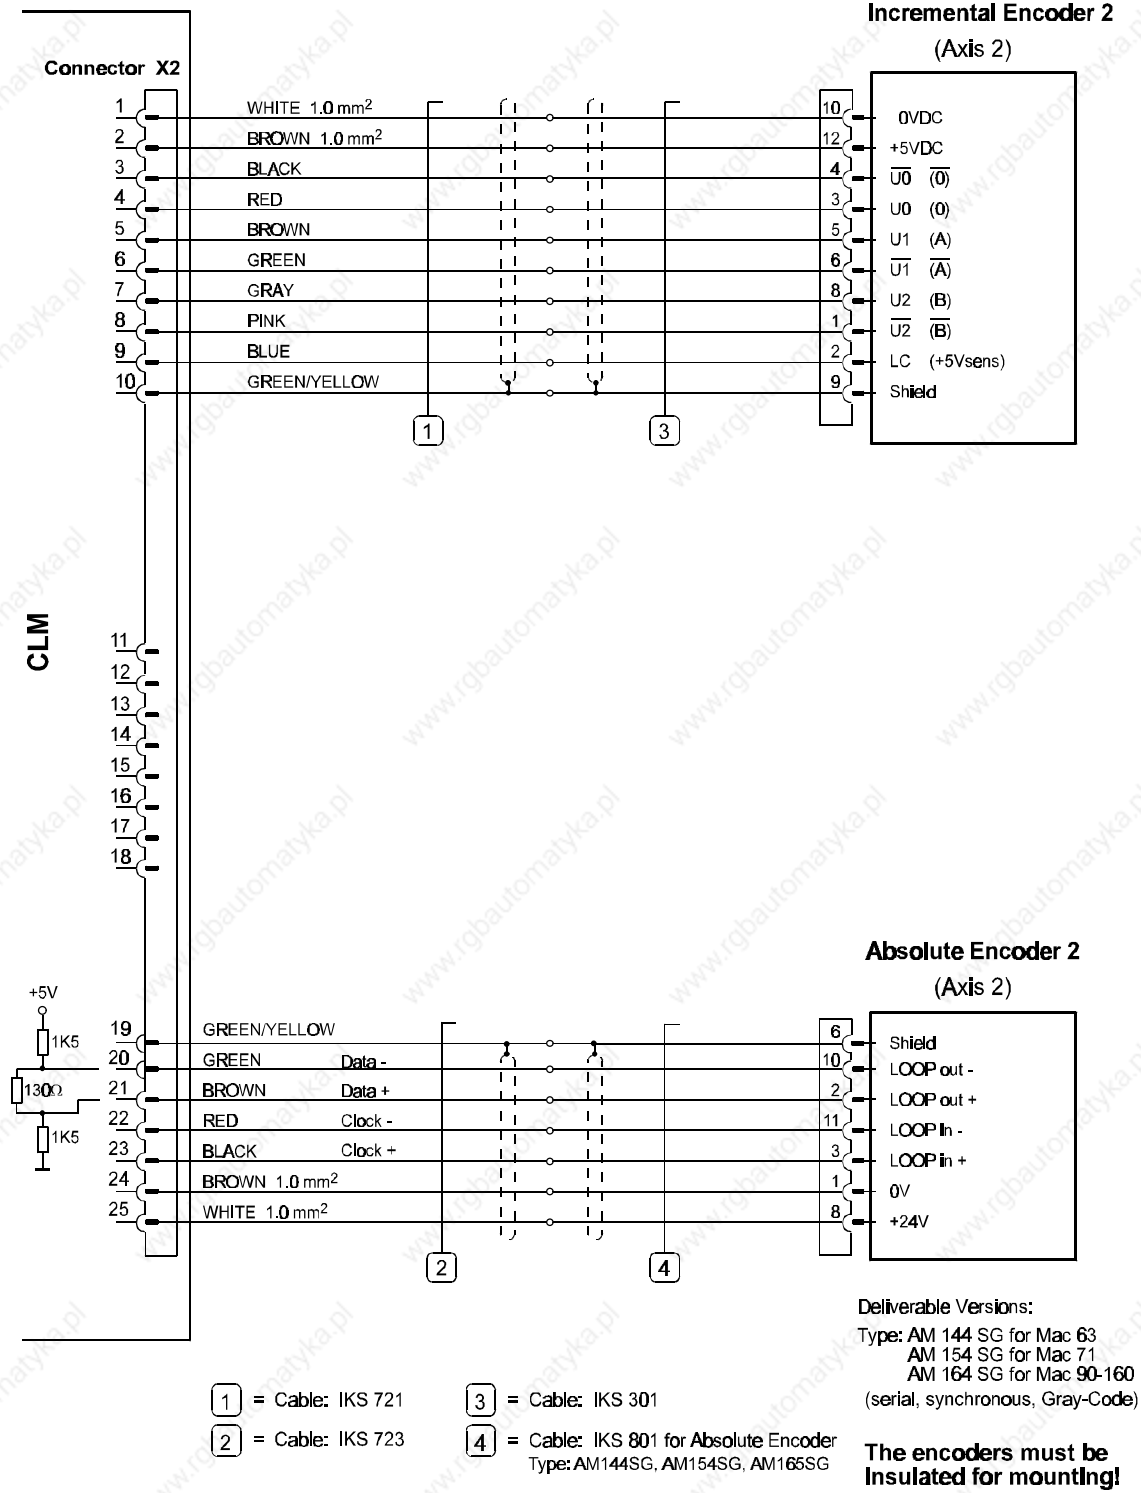 Incremental Encoder 2
(Axis 2)
Connector X2
1 WHITE 1.0 mm² 10 0VDC
2 BROWN 1.0 mm² 12 +5VDC
3 BLACK 4 U̅0̅ (0̅)
4 RED 3 U0 (0)
5 BROWN 5 U1 (A)
6 GREEN 6 U̅1̅ (A̅)
7 GRAY 8 U2 (B)
8 PINK 1 U̅2̅ (B̅)
9 BLUE 2 LC (+5Vsens)
10 GREEN/YELLOW 9 Shield
1 3
CLM
11
12
13
14
15
16
17
18
Absolute Encoder 2
(Axis 2)
+5V
1K5
130Ω
1K5
19 GREEN/YELLOW 6 Shield
20 GREEN Data - 10 LOOP out -
21 BROWN Data + 2 LOOP out +
22 RED Clock - 11 LOOP In -
23 BLACK Clock + 3 LOOP in +
24 BROWN 1.0 mm² 1 0V
25 WHITE 1.0 mm² 8 +24V
2 4
Deliverable Versions:
Type: AM 144 SG for Mac 63
AM 154 SG for Mac 71
AM 164 SG for Mac 90-160
(serial, synchronous, Gray-Code)
1 = Cable: IKS 721
2 = Cable: IKS 723
3 = Cable: IKS 301
4 = Cable: IKS 801 for Absolute Encoder
Type: AM144SG, AM154SG, AM165SG
The encoders must be
Insulated for mounting!
www.rgbautomatyka.pl